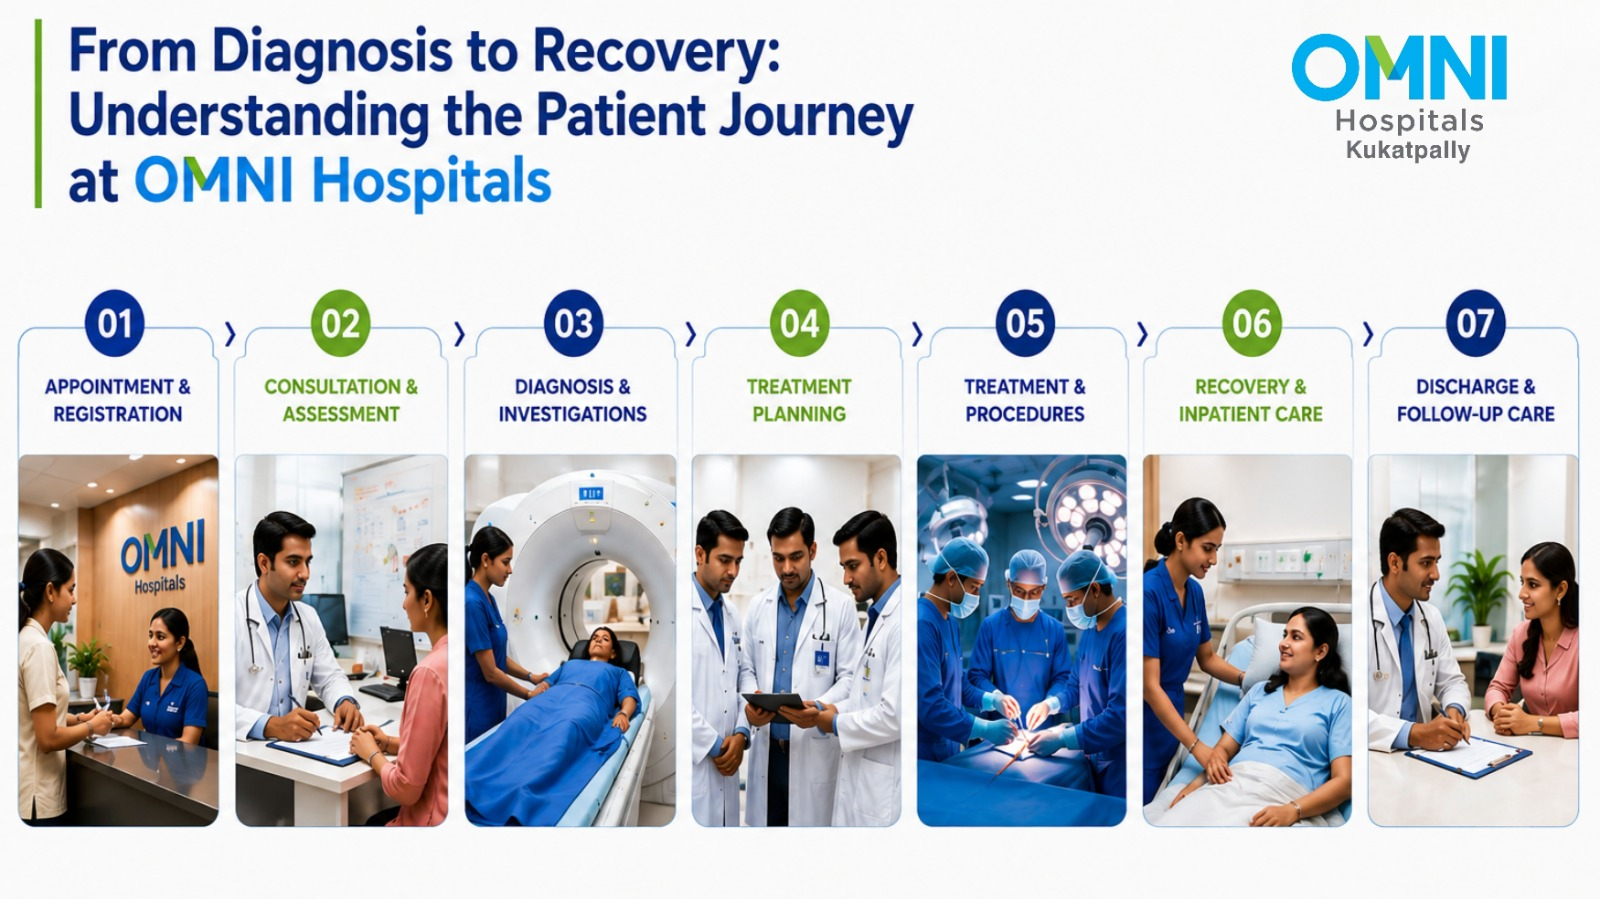 From Diagnosis to Recovery:
Understanding the Patient Journey
at OMNI Hospitals
OMNI
Hospitals
Kukatpally
01
APPOINTMENT &
REGISTRATION
02
CONSULTATION &
ASSESSMENT
03
DIAGNOSIS &
INVESTIGATIONS
04
TREATMENT
PLANNING
05
TREATMENT &
PROCEDURES
06
RECOVERY &
INPATIENT CARE
07
DISCHARGE &
FOLLOW-UP CARE
OMNI
Hospitals